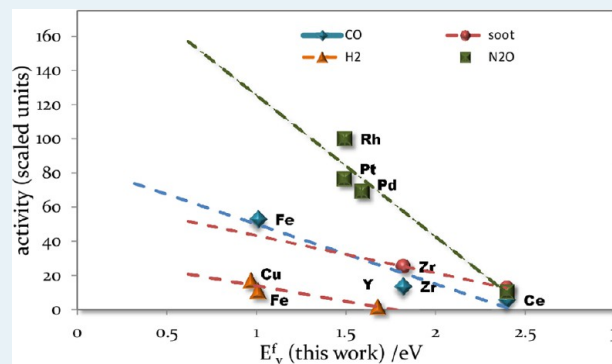 160
140
120
100
80
60
40
20
0
activity (scaled units)
CO
soot
H2
N2O
Rh
Pt
Pd
Fe
Zr
Cu
Y
Zr
Fe
Ce
0 0.5 1 1.5 2 2.5
E^f_v (this work) /eV